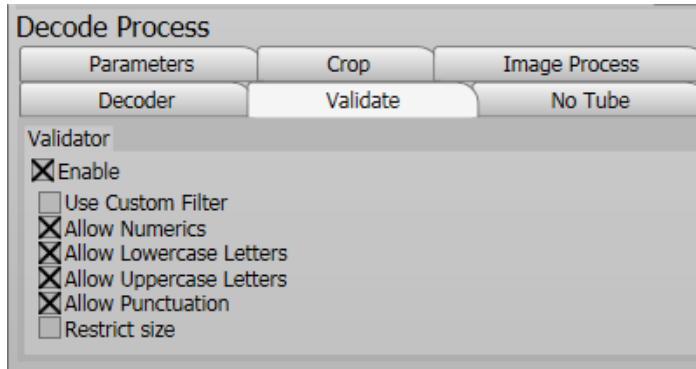 Decode Process
Parameters Crop Image Process
Decoder Validate No Tube
Validator
Enable
Use Custom Filter
Allow Numerics
Allow Lowercase Letters
Allow Uppercase Letters
Allow Punctuation
Restrict size